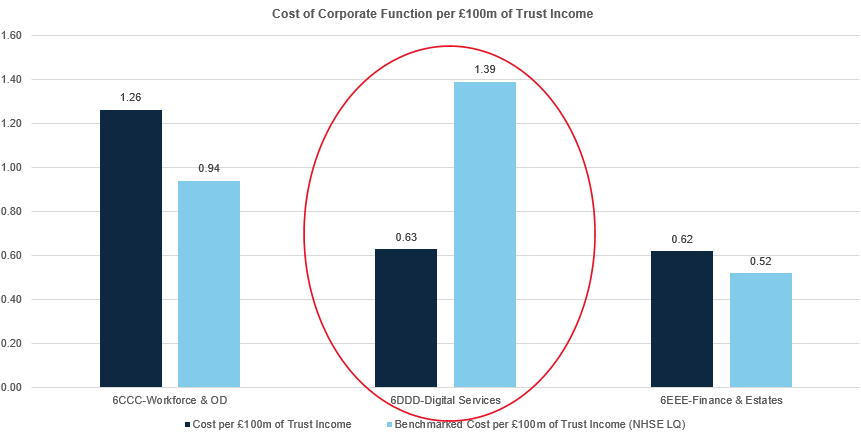 Cost of Corporate Function per £100m of Trust Income
1.60
1.40
1.20
1.00
0.80
0.60
0.40
0.20
0.00
1.26
0.94
0.63
1.39
0.62
0.52
6CCC-Workforce & OD
6DDD-Digital Services
6EEE-Finance & Estates
Cost per £100m of Trust Income
Benchmarked Cost per £100m of Trust Income (NHSE LQ)